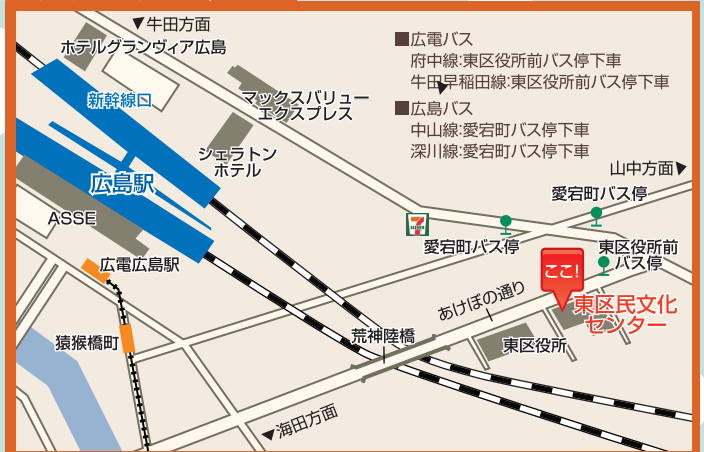 ▼牛田方面
ホテルグランヴィア広島
■広電バス
府中線:東区役所前バス停下車
牛田早稲田線:東区役所前バス停下車
新幹線口
マックスバリュー
エクスプレス
■広島バス
中山線:愛宕町バス停下車
深川線:愛宕町バス停下車
シェラトン
ホテル
山中方面▶
広島駅
愛宕町バス停
ASSE
7
ELEVEN
愛宕町バス停
東区役所前
バス停
広電広島駅
ここ!
あけぼの通り
東区民文化
センター
猿猴橋町
荒神陸橋
東区役所
◀海田方面